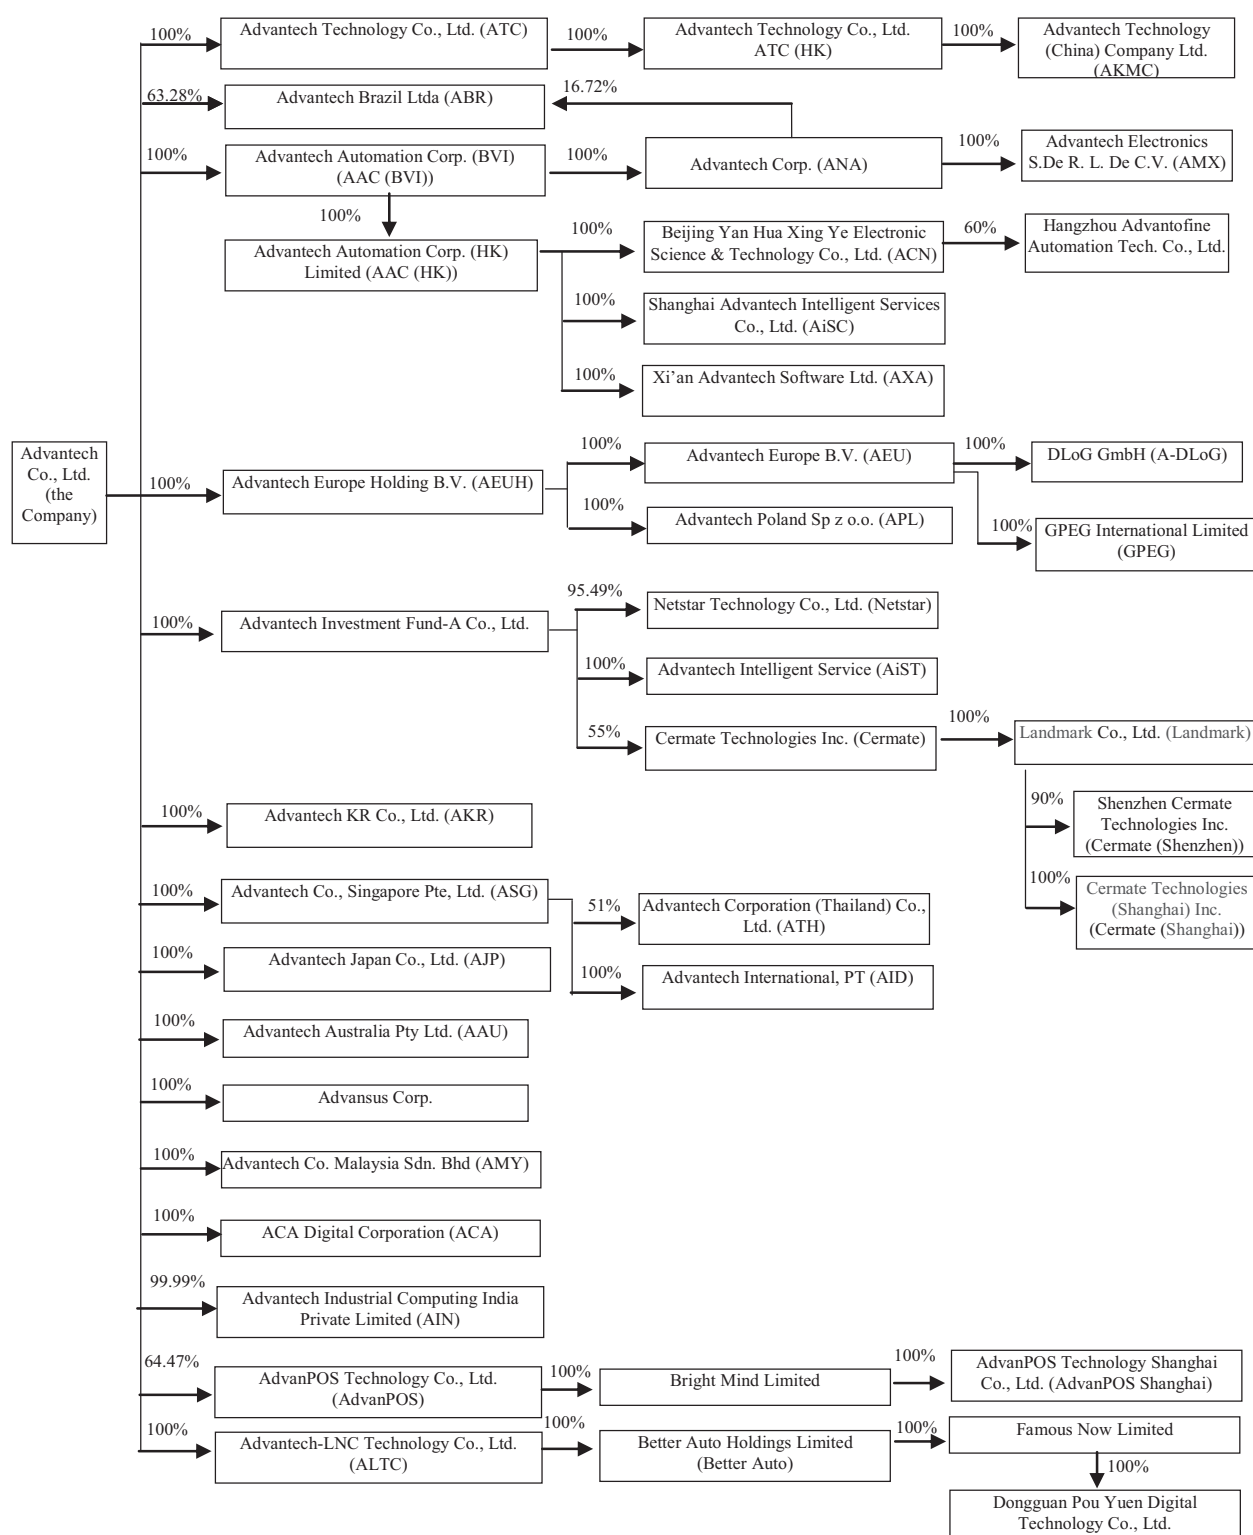 100%
Advantech Technology Co., Ltd. (ATC)
100%
Advantech Technology Co., Ltd.
ATC (HK)
100%
Advantech Technology
(China) Company Ltd.
(AKMC)
63.28%
Advantech Brazil Ltda (ABR)
16.72%
100%
Advantech Automation Corp. (BVI)
(AAC (BVI))
100%
Advantech Corp. (ANA)
100%
Advantech Electronics
S.De R. L. De C.V. (AMX)
100%
Advantech Automation Corp. (HK)
Limited (AAC (HK))
100%
Beijing Yan Hua Xing Ye Electronic
Science & Technology Co., Ltd. (ACN)
60%
Hangzhou Advantofine
Automation Tech. Co., Ltd.
100%
Shanghai Advantech Intelligent Services
Co., Ltd. (AiSC)
100%
Xi’an Advantech Software Ltd. (AXA)
Advantech
Co., Ltd.
(the
Company)
100%
Advantech Europe Holding B.V. (AEUH)
100%
Advantech Europe B.V. (AEU)
100%
DLoG GmbH (A-DLoG)
100%
Advantech Poland Sp z o.o. (APL)
100%
GPEG International Limited
(GPEG)
100%
Advantech Investment Fund-A Co., Ltd.
95.49%
Netstar Technology Co., Ltd. (Netstar)
100%
Advantech Intelligent Service (AiST)
55%
Cermate Technologies Inc. (Cermate)
100%
Landmark Co., Ltd. (Landmark)
90%
Shenzhen Cermate
Technologies Inc.
(Cermate (Shenzhen))
100%
Cermate Technologies
(Shanghai) Inc.
(Cermate (Shanghai))
100%
Advantech KR Co., Ltd. (AKR)
100%
Advantech Co., Singapore Pte, Ltd. (ASG)
51%
Advantech Corporation (Thailand) Co.,
Ltd. (ATH)
100%
Advantech International, PT (AID)
100%
Advantech Japan Co., Ltd. (AJP)
100%
Advantech Australia Pty Ltd. (AAU)
100%
Advansus Corp.
100%
Advantech Co. Malaysia Sdn. Bhd (AMY)
100%
ACA Digital Corporation (ACA)
99.99%
Advantech Industrial Computing India
Private Limited (AIN)
64.47%
AdvanPOS Technology Co., Ltd.
(AdvanPOS)
100%
Bright Mind Limited
100%
AdvanPOS Technology Shanghai
Co., Ltd. (AdvanPOS Shanghai)
100%
Advantech-LNC Technology Co., Ltd.
(ALTC)
100%
Better Auto Holdings Limited
(Better Auto)
100%
Famous Now Limited
100%
Dongguan Pou Yuen Digital
Technology Co., Ltd.